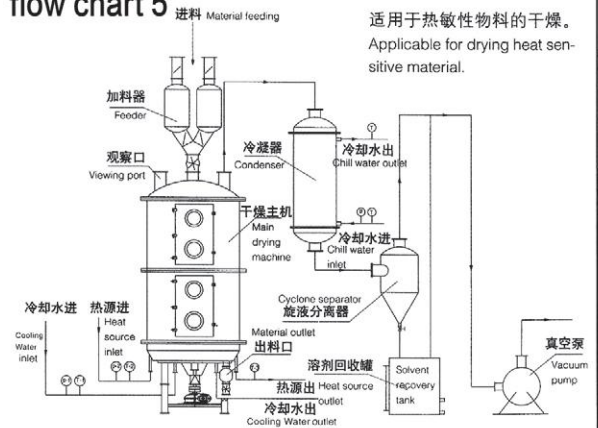 flow chart 5
进料 Material feeding
适用于热敏性物料的干燥。
Applicable for drying heat sen-
sitive material.
加料器
Feeder
观察口
Viewing port
冷凝器
Condenser
冷却水出
Chill water outlet
干燥主机
Main
drying
machine
冷却水进
Chill water
inlet
Cyclone separator
旋液分离器
冷却水进
Cooling
Water
inlet
热源进
Heat
source
inlet
Material outlet
出料口
热源出 Heat source
outlet
冷却水出
Cooling Water outlet
溶剂回收罐
Solvent
recovery
tank
真空泵
Vacuum
pump